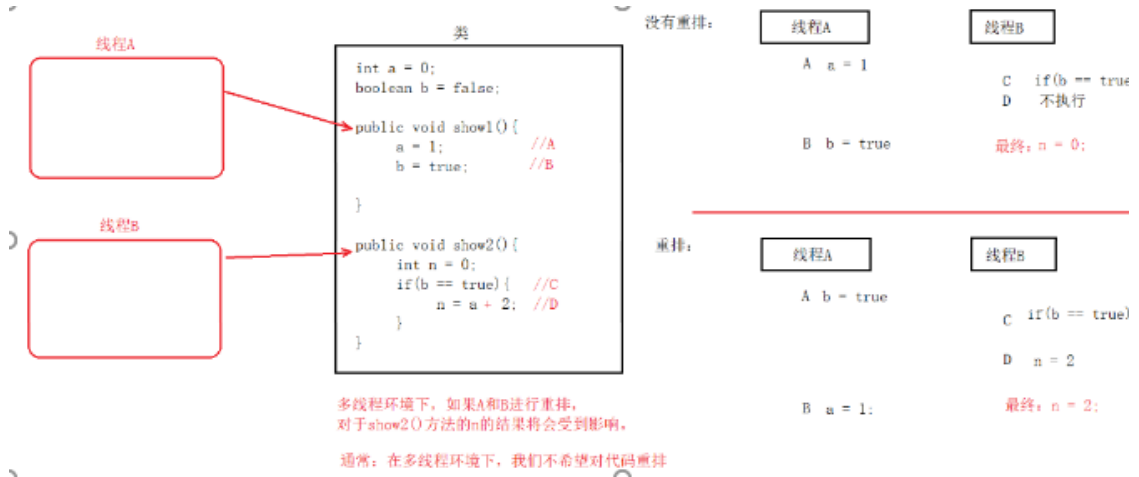 线程A
线程B
类
int a = 0;
boolean b = false;
public void show1(){
a = 1; //A
b = true; //B
}
public void show2(){
int n = 0;
if(b == true){ //C
n = a + 2; //D
}
}
多线程环境下，如果A和B进行重排，
对于show2()方法的n的结果将会受到影响。
通常：在多线程环境下，我们不希望对代码重排
没有重排：
线程A 线程B
A a = 1
C if(b == true
D 不执行
B b = true
最终：n = 0;
重排：
线程A 线程B
A b = true
C if(b == true)
D n = 2
B a = 1;
最终：n = 2;